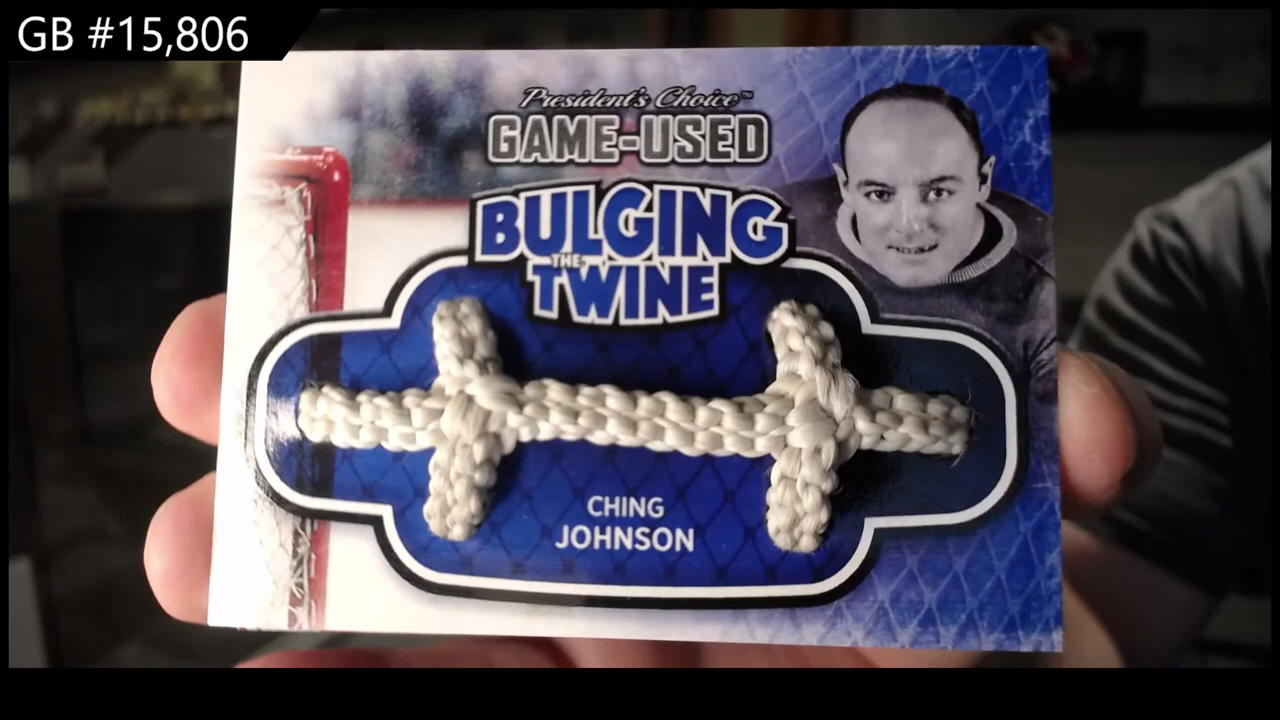 GB #15,806
President's Choice™
GAME-USED
BULGING
THE
TWINE
CHING
JOHNSON